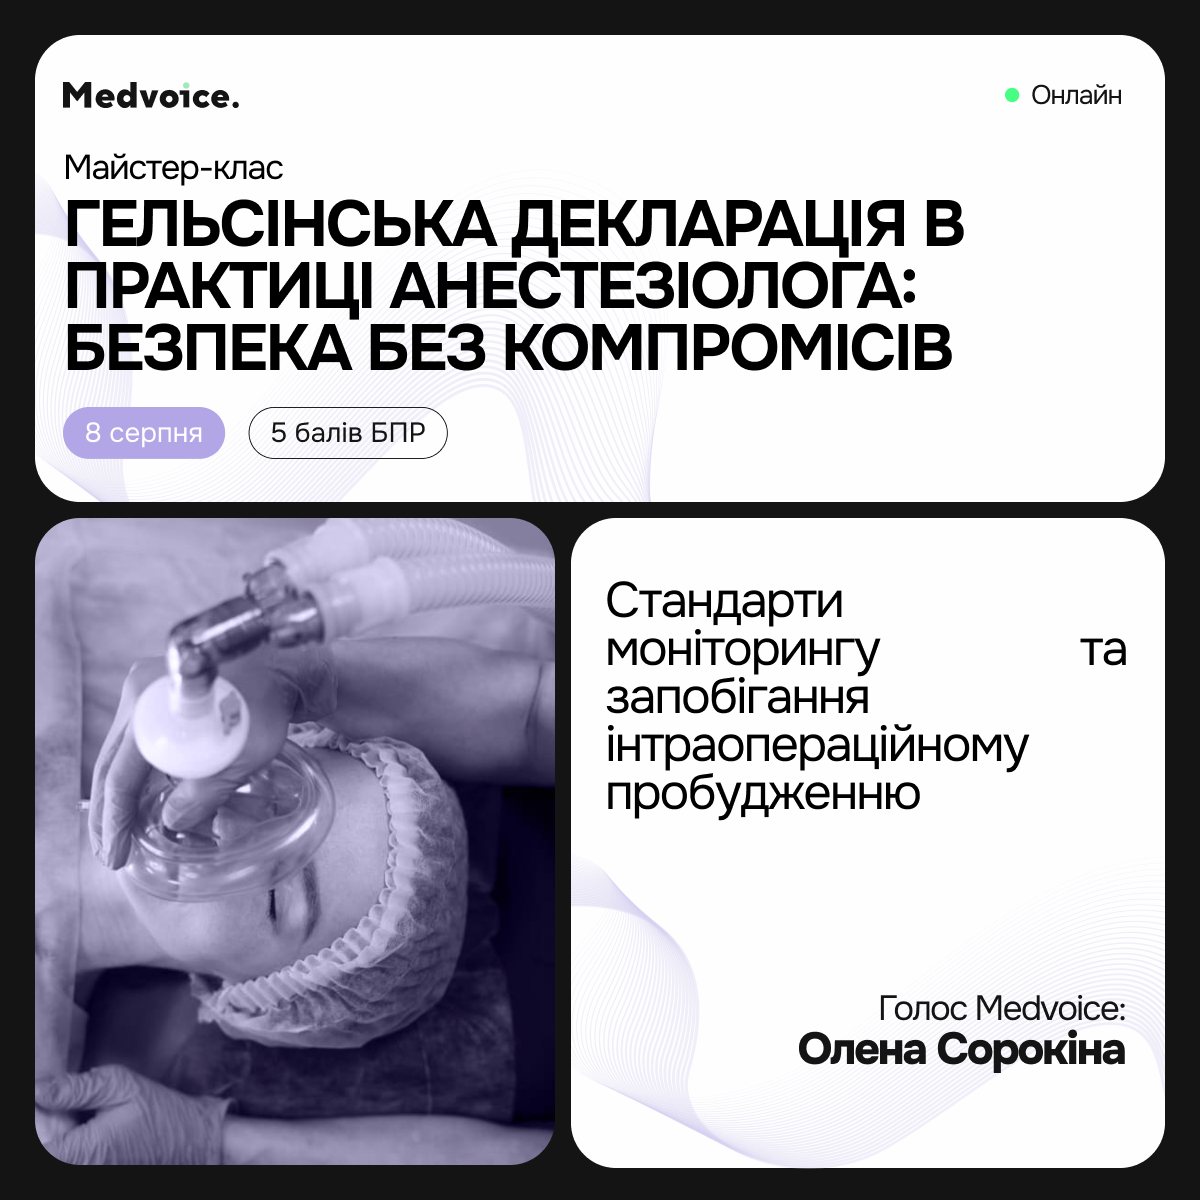 Medvoice.
Онлайн
Майстер-клас
ГЕЛЬСІНСЬКА ДЕКЛАРАЦІЯ В
ПРАКТИЦІ АНЕСТЕЗІОЛОГА:
БЕЗПЕКА БЕЗ КОМПРОМІСІВ
8 серпня
5 балів БПР
Стандарти
моніторингу та
запобігання
інтраопераційному
пробудженню
Голос Medvoice:
Олена Сорокіна